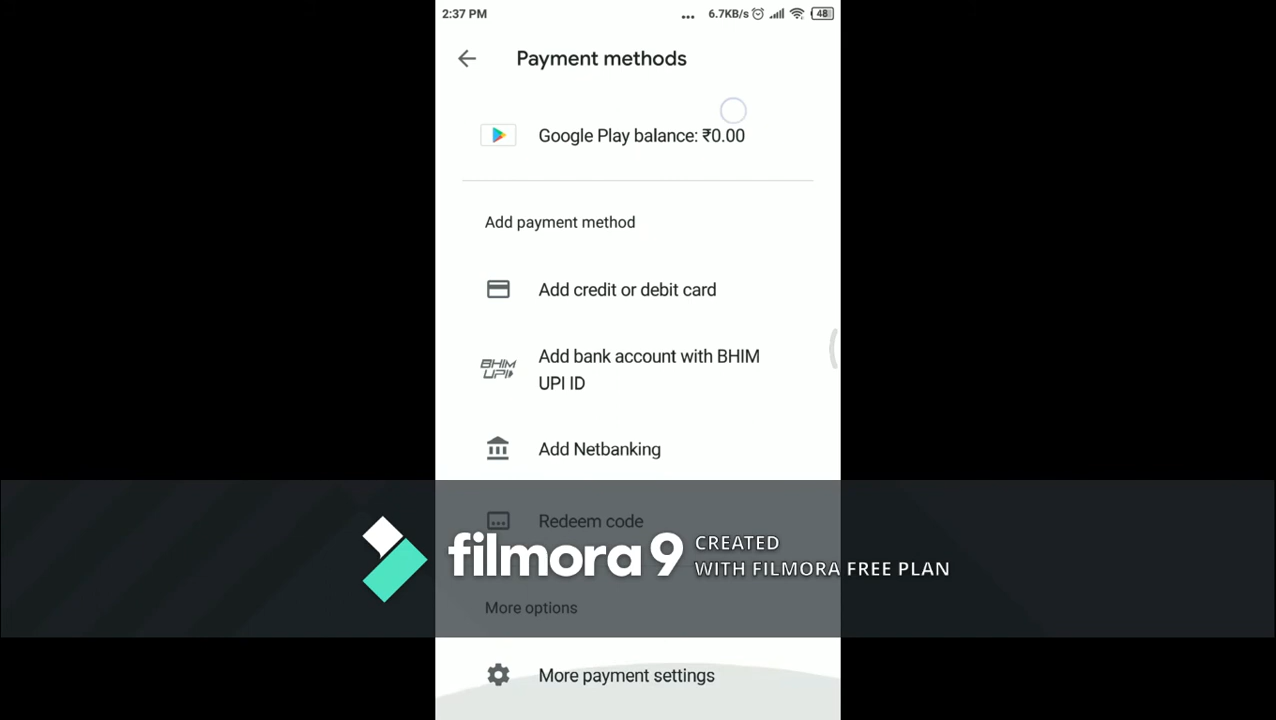 2:37 PM ... 6.7KB/s 48
Payment methods
Google Play balance: ₹0.00
Add payment method
Add credit or debit card
BHIM
UPI
Add bank account with BHIM
UPI ID
Add Netbanking
Redeem code
filmora 9
CREATED
WITH FILMORA FREE PLAN
More options
More payment settings